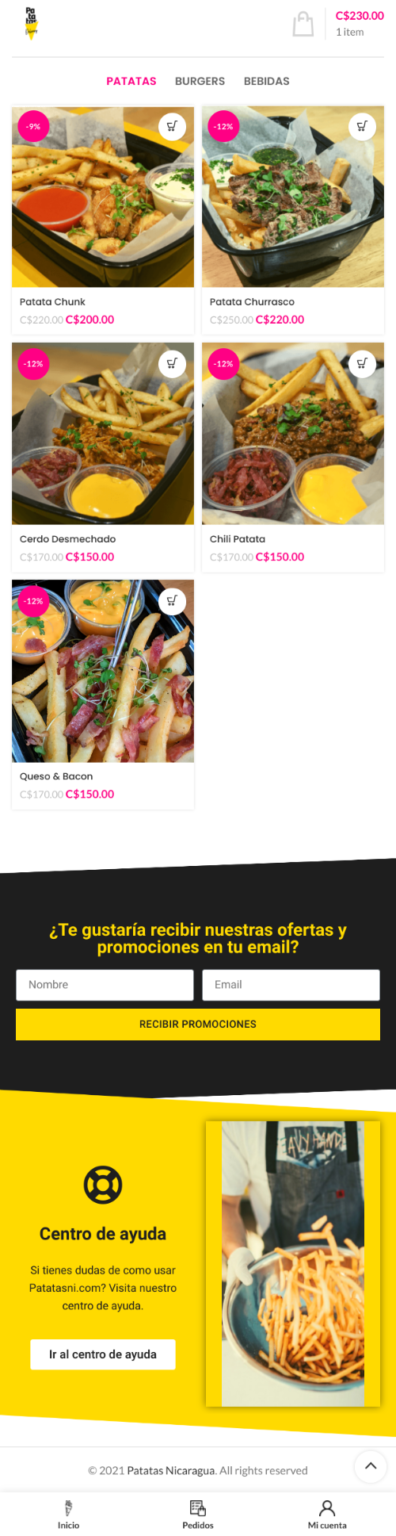 Pa
ta
tas
C$230.00
1 item
PATATAS BURGERS BEBIDAS
-9%
-12%
Patata Chunk
C$220.00 C$200.00
Patata Churrasco
C$250.00 C$220.00
-12%
-12%
Cerdo Desmechado
C$170.00 C$150.00
Chili Patata
C$170.00 C$150.00
-12%
Queso & Bacon
C$170.00 C$150.00
¿Te gustaría recibir nuestras ofertas y
promociones en tu email?
Nombre
Email
RECIBIR PROMOCIONES
Centro de ayuda
Si tienes dudas de como usar
Patatasni.com? Visita nuestro
centro de ayuda.
Ir al centro de ayuda
© 2021 Patatas Nicaragua. All rights reserved
Inicio
Pedidos
Mi cuenta